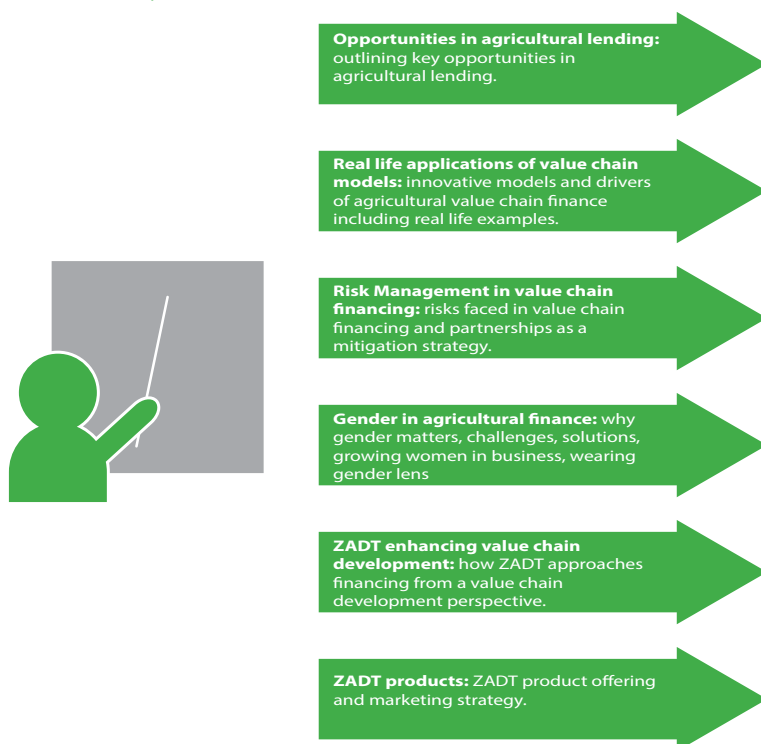 Opportunities in agricultural lending:
outlining key opportunities in
agricultural lending.
Real life applications of value chain
models: innovative models and drivers
of agricultural value chain finance
including real life examples.
Risk Management in value chain
financing: risks faced in value chain
financing and partnerships as a
mitigation strategy.
Gender in agricultural finance: why
gender matters, challenges, solutions,
growing women in business, wearing
gender lens
ZADT enhancing value chain
development: how ZADT approaches
financing from a value chain
development perspective.
ZADT products: ZADT product offering
and marketing strategy.